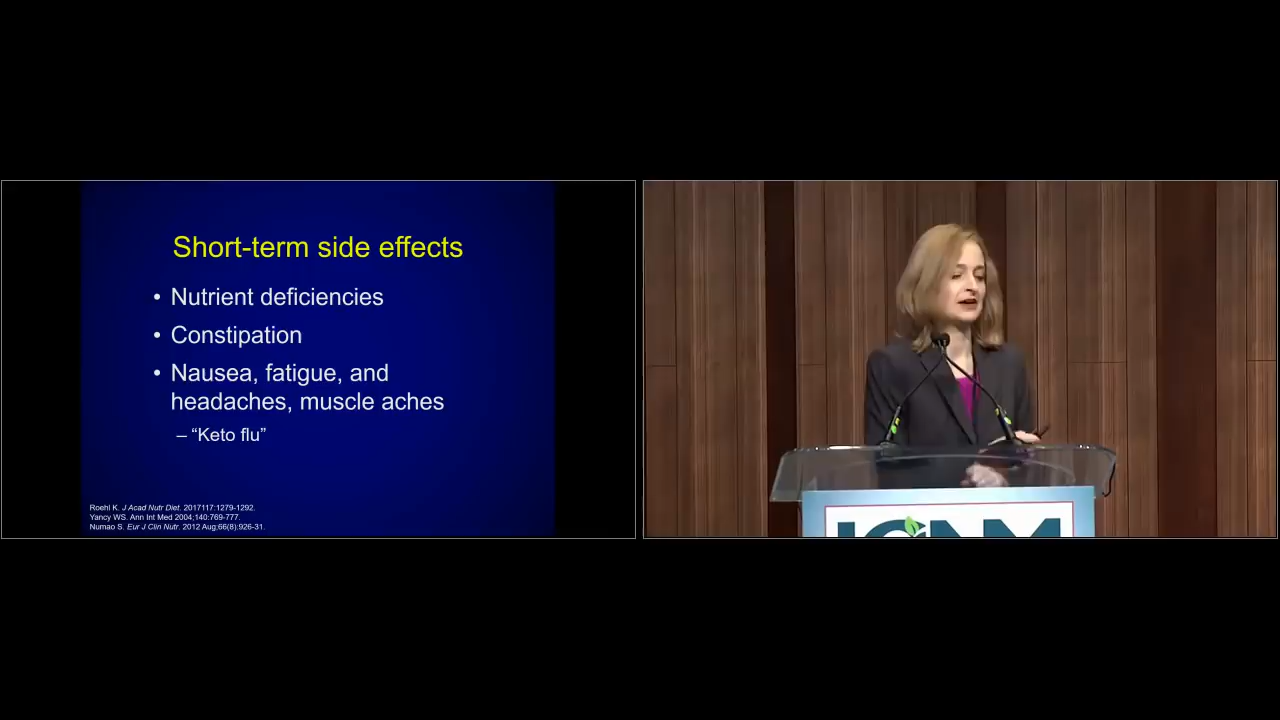 Short-term side effects
• Nutrient deficiencies
• Constipation
• Nausea, fatigue, and
headaches, muscle aches
– “Keto flu”
Roehl K. J Acad Nutr Diet. 2017117:1279-1292.
Yancy WS. Ann Int Med 2004;140:769-777.
Numao S. Eur J Clin Nutr. 2012 Aug;66(8):926-31.
ICNM